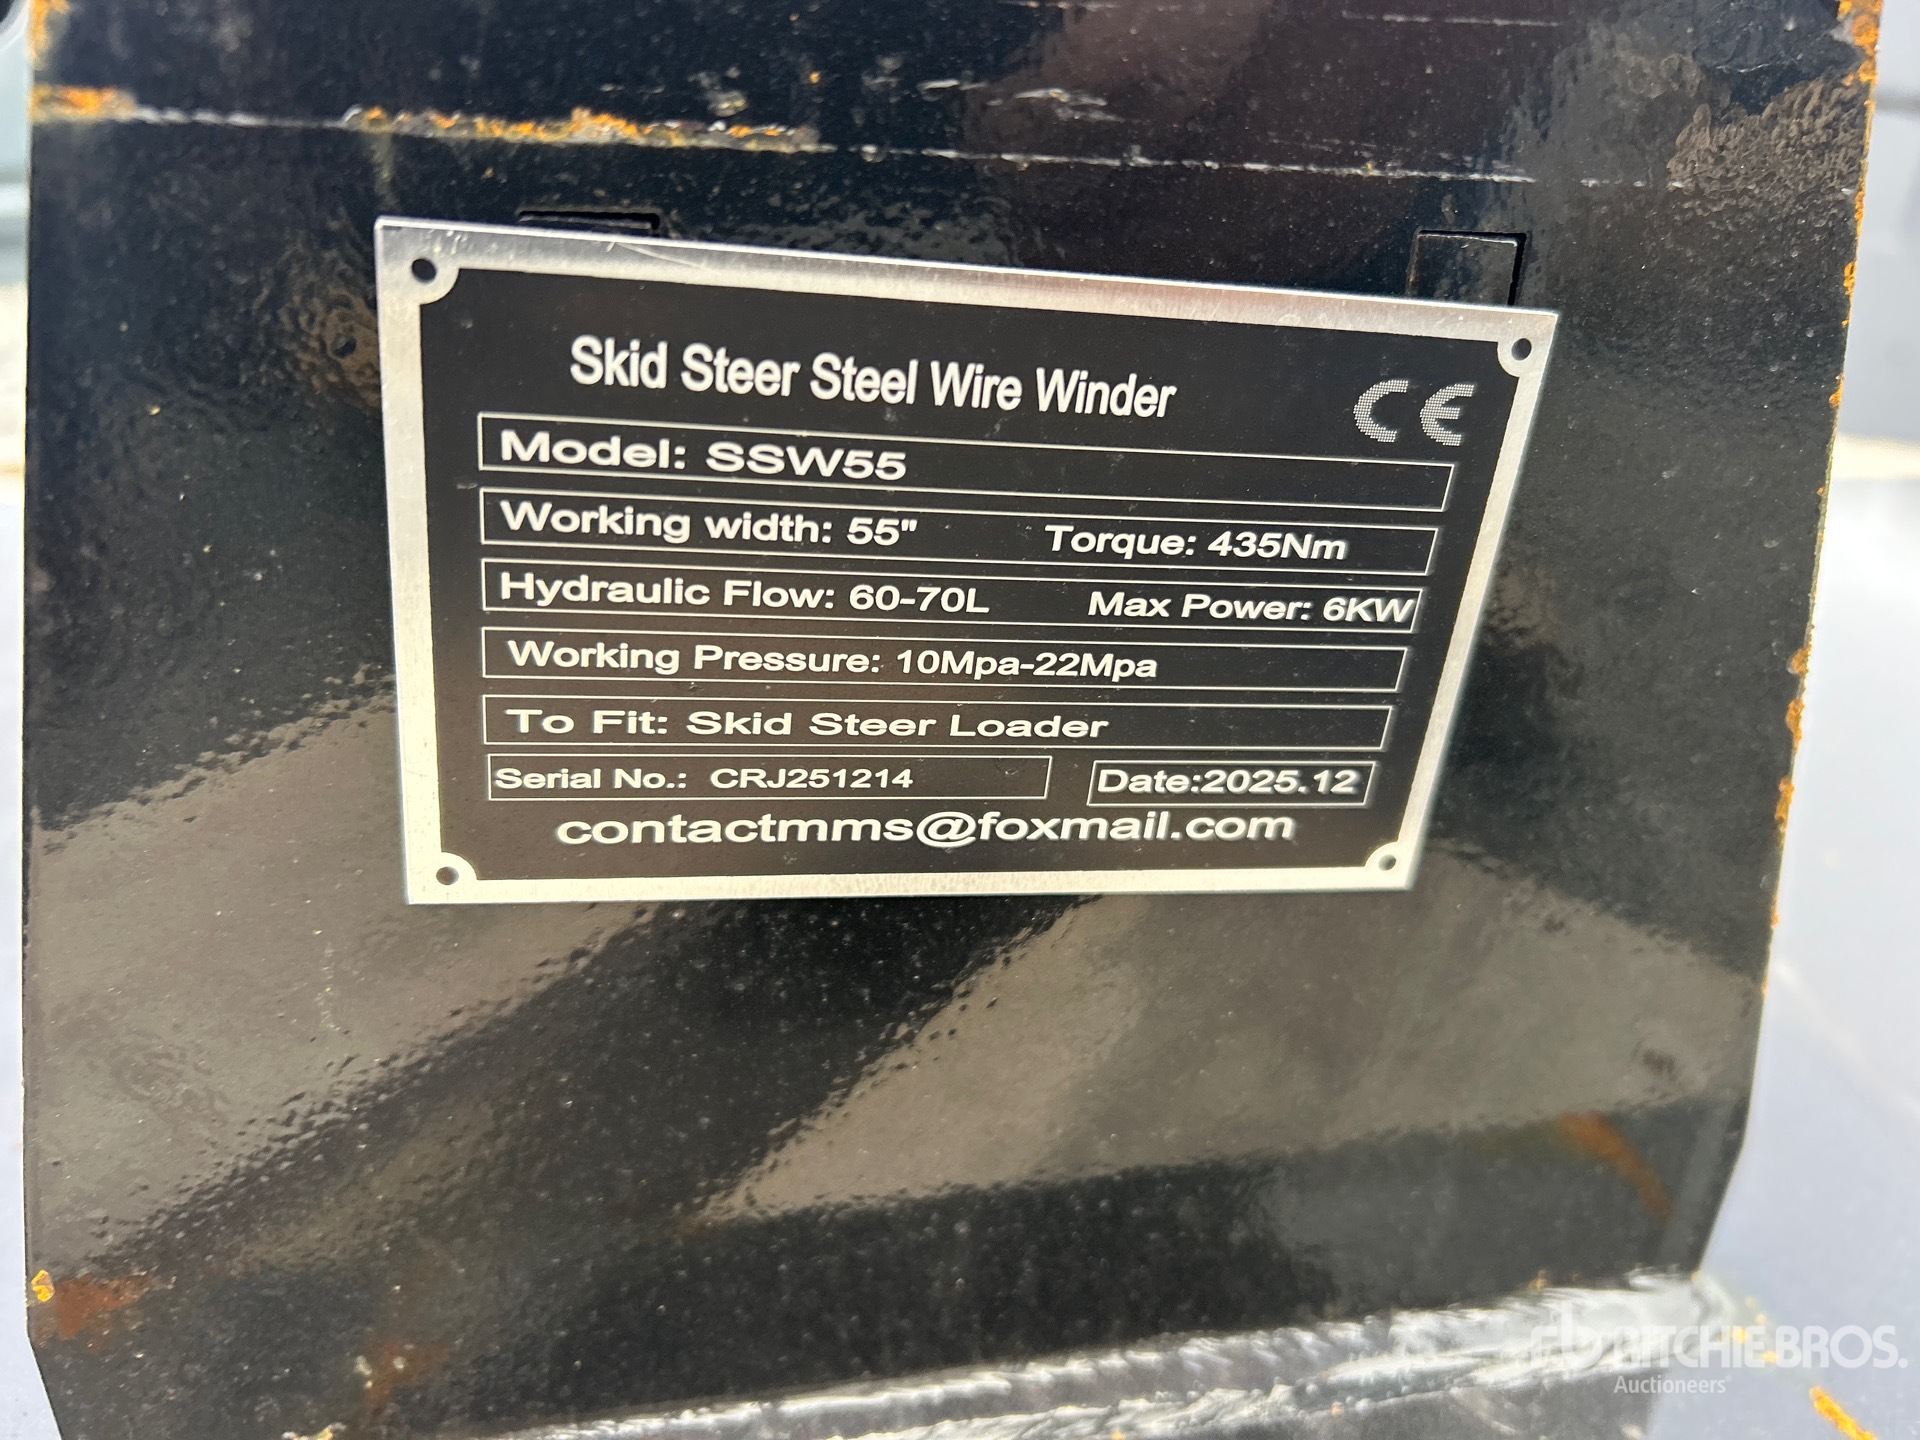 Skid Steer Steel Wire Winder
CE
Model: SSW55
Working width: 55" Torque: 435Nm
Hydraulic Flow: 60-70L Max Power: 6KW
Working Pressure: 10Mpa-22Mpa
To Fit: Skid Steer Loader
Serial No.: CRJ251214 Date:2025.12
contactmms@foxmail.com
rb RITCHIE BROS.
Auctioneers